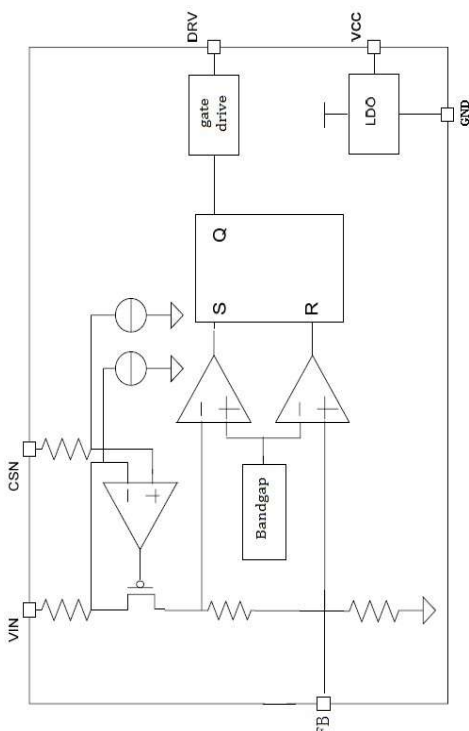 DRV
VCC
gate
drive
LDO
GND
Q
S
R
CSN
− +
− +
− +
Bandgap
VIN
FB